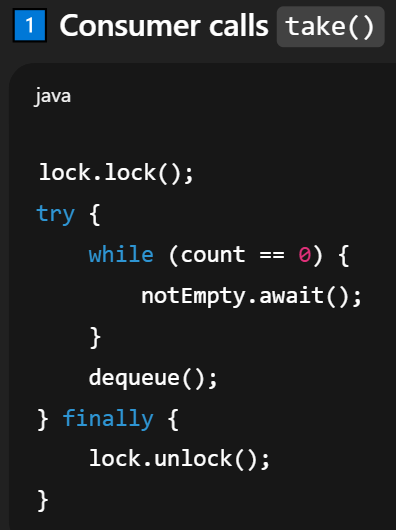 1 Consumer calls take()
java
lock.lock();
try {
    while (count == 0) {
        notEmpty.await();
    }
    dequeue();
} finally {
    lock.unlock();
}